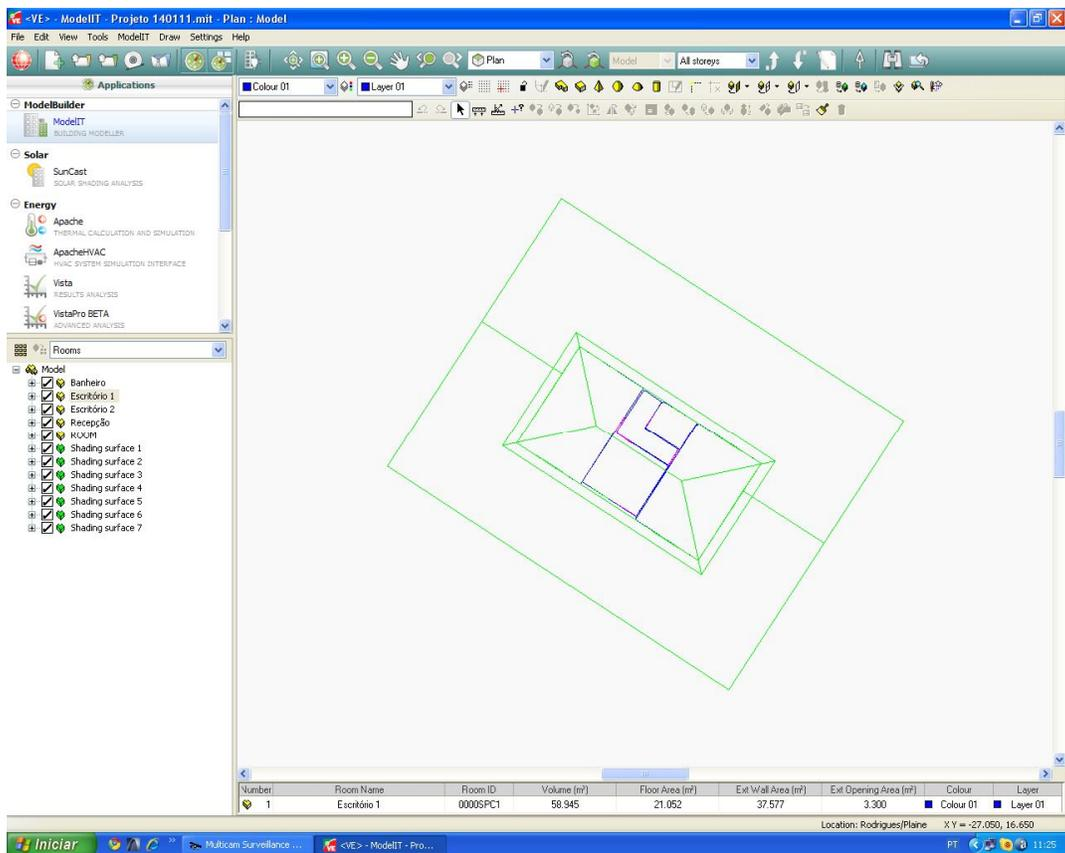 <VE> - ModelIT - Projeto 140111.mit - Plan : Model
File Edit View Tools ModelIT Draw Settings Help
Plan Model All storeys
Applications
Colour 01 Layer 01
ModelBuilder
ModelIT
BUILDING MODELLER
Solar
SunCast
SOLAR SHADING ANALYSIS
Energy
Apache
THERMAL CALCULATION AND SIMULATION
ApacheHVAC
HVAC SYSTEM SIMULATION INTERFACE
Vista
RESULTS ANALYSIS
VistaPro BETA
ADVANCED ANALYSIS
Rooms
Model
Banheiro
Escritório 1
Escritório 2
Recepção
ROOM
Shading surface 1
Shading surface 2
Shading surface 3
Shading surface 4
Shading surface 5
Shading surface 6
Shading surface 7
Number Room Name Room ID Volume (m³) Floor Area (m²) Ext Wall Area (m²) Ext Opening Area (m²) Colour Layer
1 Escritório 1 0000SPC1 58.945 21.052 37.577 3.300 Colour 01 Layer 01
Location: Rodrigues/Plaine X Y = -27.050, 16.650
Iniciar Multicam Surveillance ... <VE> - ModelIT - Pro... PT 11:25